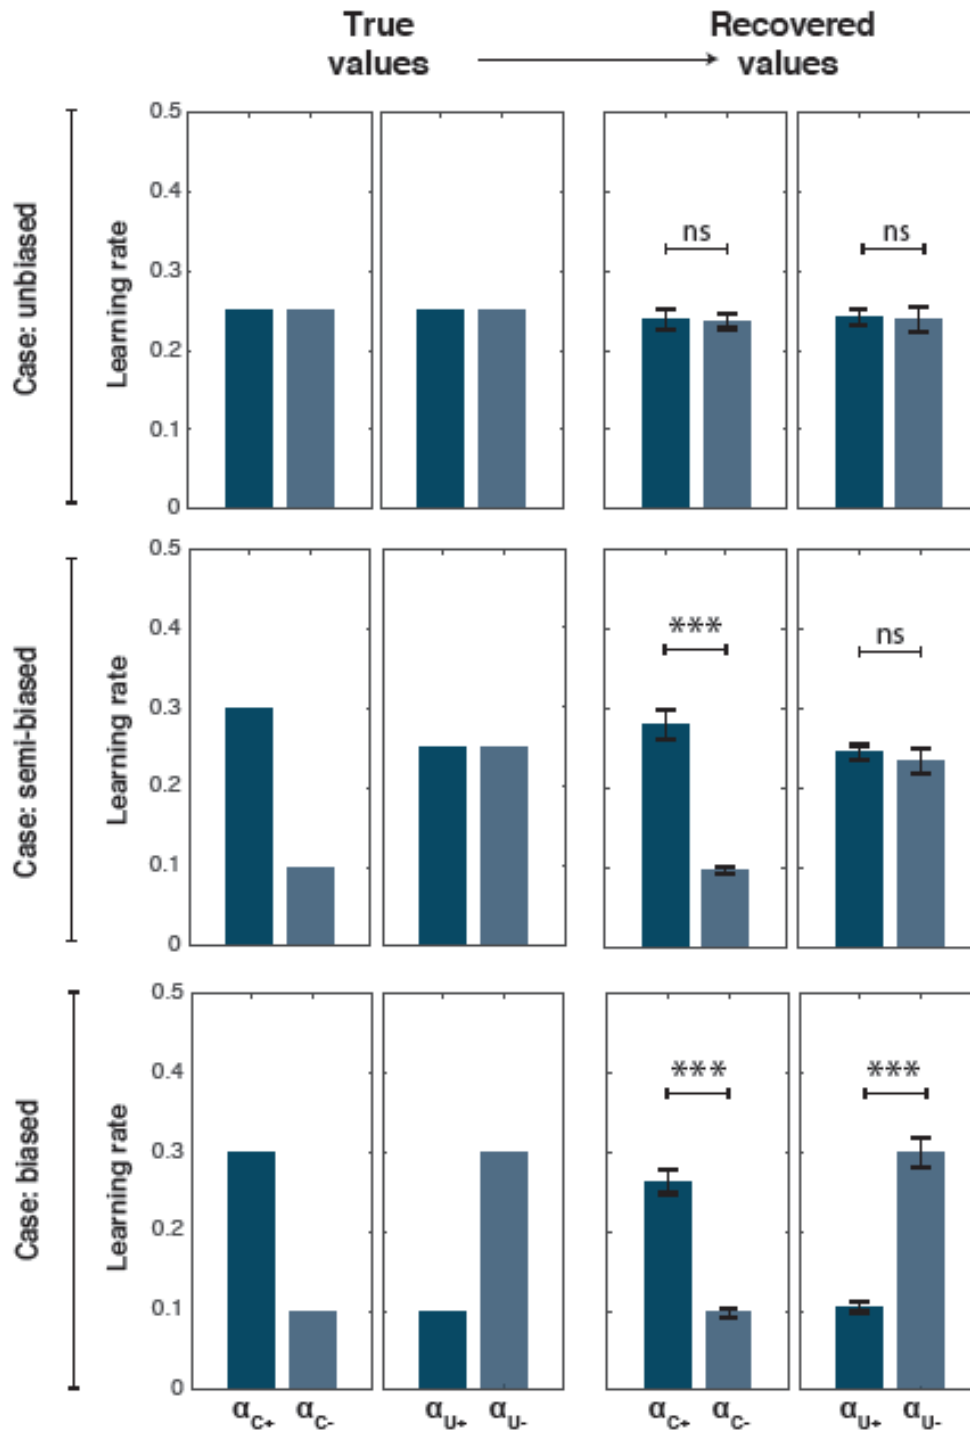 True values
Recovered values
Case: unbiased
Learning rate
0.5
0.4
0.3
0.2
0.1
0
ns
ns
Case: semi-biased
Learning rate
0.5
0.4
0.3
0.2
0.1
0
***
ns
Case: biased
Learning rate
0.5
0.4
0.3
0.2
0.1
0
***
***
αC+ αC- αU+ αU- αC+ αC- αU+ αU-